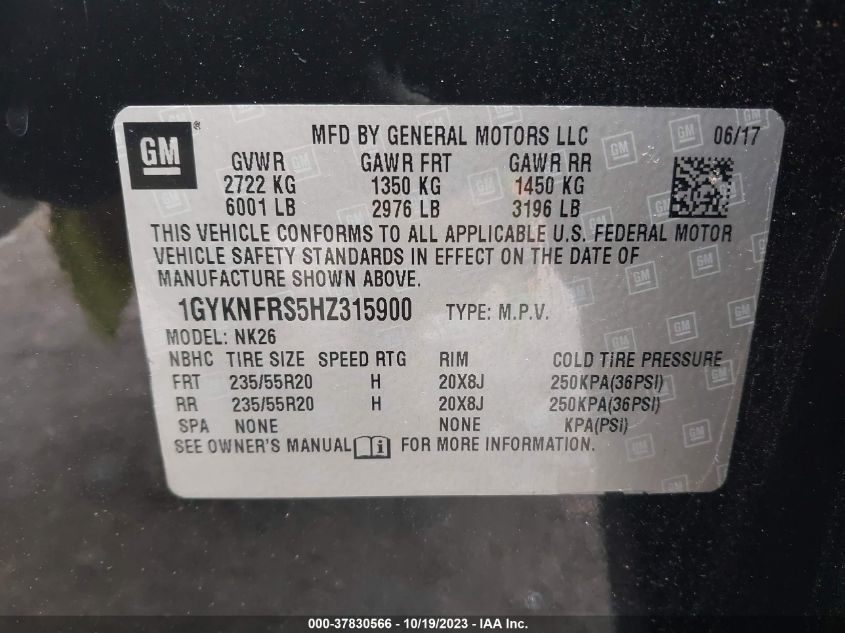 GM ® MFD BY GENERAL MOTORS LLC 06/17
GVWR GAWR FRT GAWR RR
2722 KG 1350 KG 1450 KG
6001 LB 2976 LB 3196 LB
THIS VEHICLE CONFORMS TO ALL APPLICABLE U.S. FEDERAL MOTOR
VEHICLE SAFETY STANDARDS IN EFFECT ON THE DATE OF
MANUFACTURE SHOWN ABOVE.
1GYKNFRS5HZ315900 TYPE: M.P.V.
MODEL: NK26
NBHC TIRE SIZE SPEED RTG RIM COLD TIRE PRESSURE
FRT 235/55R20 H 20X8J 250KPA(36PSI)
RR 235/55R20 H 20X8J 250KPA(36PSI)
SPA NONE NONE KPA(PSI)
SEE OWNER'S MANUAL i FOR MORE INFORMATION.
000-37830566 - 10/19/2023 - IAA Inc.